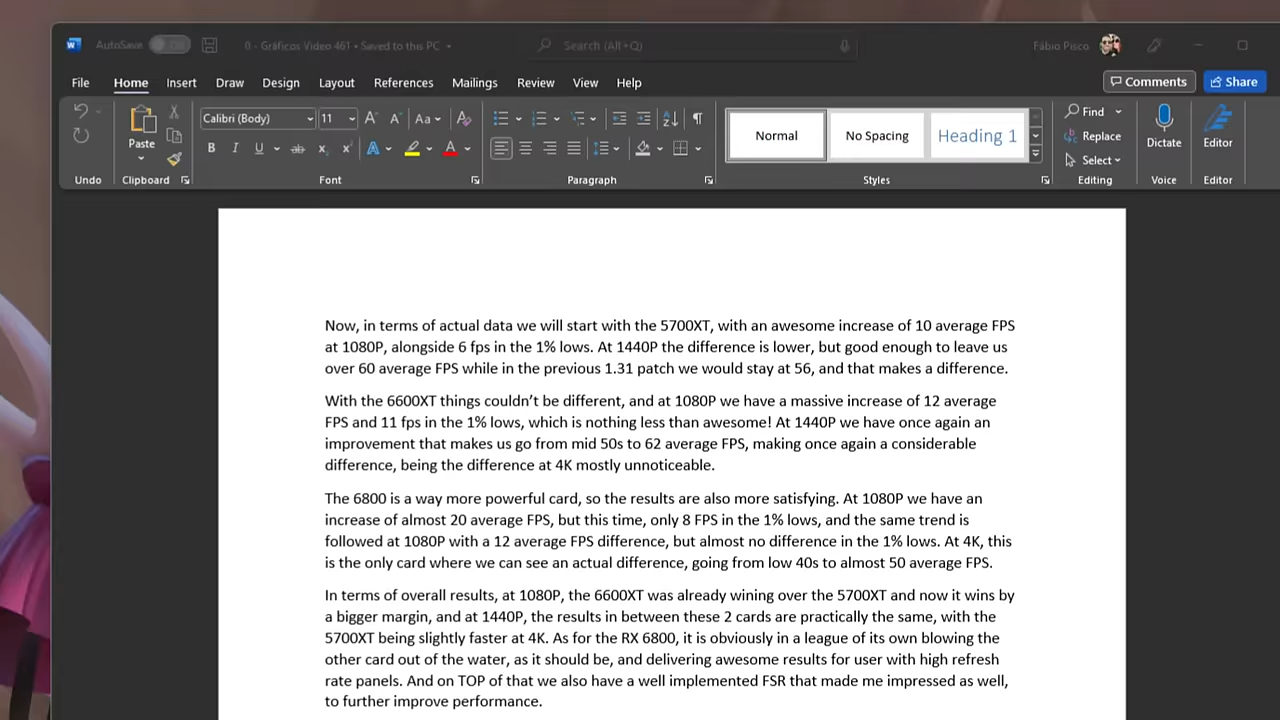 AutoSave Off 0 - Gráficos Video 461 • Saved to this PC Search (Alt+Q) Fábio Pisco
File Home Insert Draw Design Layout References Mailings Review View Help Comments Share
Calibri (Body) 11 Aa
Paste
B I U ab x x A A
Normal No Spacing Heading 1
Find
Replace
Select
Dictate
Editor
Undo Clipboard Font Paragraph Styles Editing Voice Editor
Now, in terms of actual data we will start with the 5700XT, with an awesome increase of 10 average FPS
at 1080P, alongside 6 fps in the 1% lows. At 1440P the difference is lower, but good enough to leave us
over 60 average FPS while in the previous 1.31 patch we would stay at 56, and that makes a difference.
With the 6600XT things couldn't be different, and at 1080P we have a massive increase of 12 average
FPS and 11 fps in the 1% lows, which is nothing less than awesome! At 1440P we have once again an
improvement that makes us go from mid 50s to 62 average FPS, making once again a considerable
difference, being the difference at 4K mostly unnoticeable.
The 6800 is a way more powerful card, so the results are also more satisfying. At 1080P we have an
increase of almost 20 average FPS, but this time, only 8 FPS in the 1% lows, and the same trend is
followed at 1080P with a 12 average FPS difference, but almost no difference in the 1% lows. At 4K, this
is the only card where we can see an actual difference, going from low 40s to almost 50 average FPS.
In terms of overall results, at 1080P, the 6600XT was already wining over the 5700XT and now it wins by
a bigger margin, and at 1440P, the results in between these 2 cards are practically the same, with the
5700XT being slightly faster at 4K. As for the RX 6800, it is obviously in a league of its own blowing the
other card out of the water, as it should be, and delivering awesome results for user with high refresh
rate panels. And on TOP of that we also have a well implemented FSR that made me impressed as well,
to further improve performance.